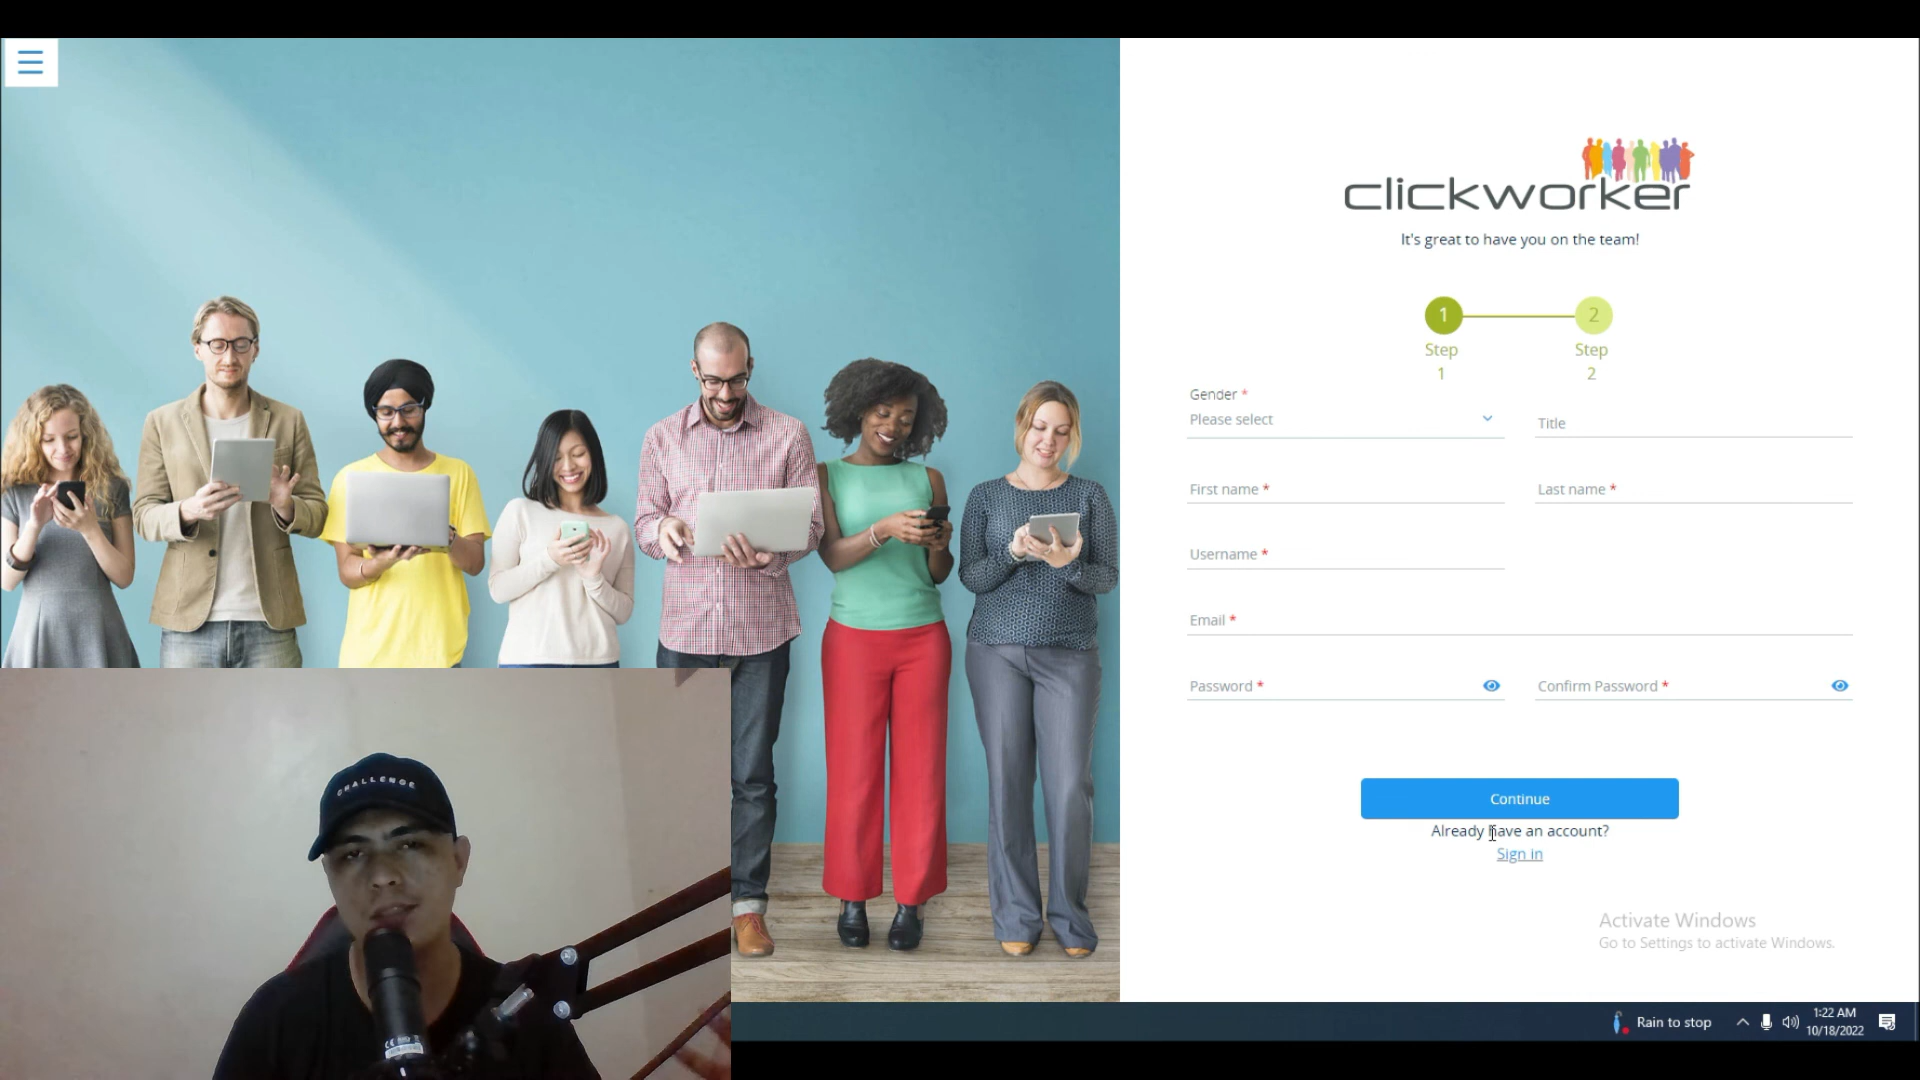 clickworker
It's great to have you on the team!
1
2
Step
1
Step
2
Gender *
Please select
Title
First name *
Last name *
Username *
Email *
Password *
Confirm Password *
Continue
Already have an account?
Sign in
Activate Windows
Go to Settings to activate Windows.
CHALLENGE
Rain to stop
1:22 AM
10/18/2022